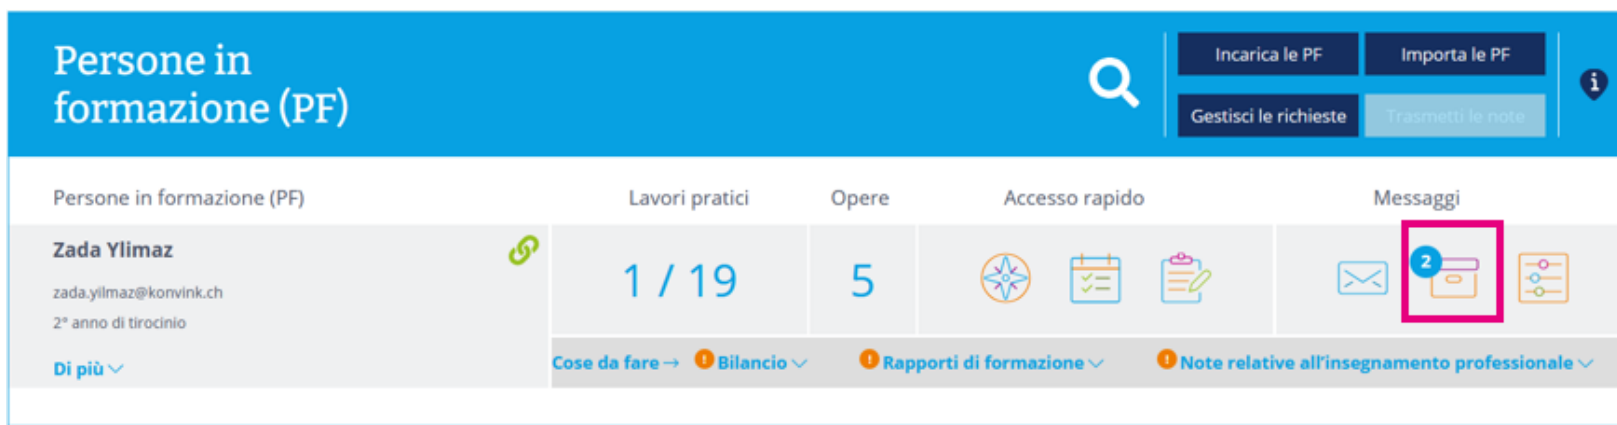 Persone in
formazione (PF)
Incarica le PF
Importa le PF
Gestisci le richieste
Trasmetti le note
Persone in formazione (PF)
Lavori pratici
Opere
Accesso rapido
Messaggi
Zada Ylimaz
zada.yilmaz@konvink.ch
2° anno di tirocinio
Di più
1 / 19
5
2
Cose da fare →
Bilancio
Rapporti di formazione
Note relative all'insegnamento professionale